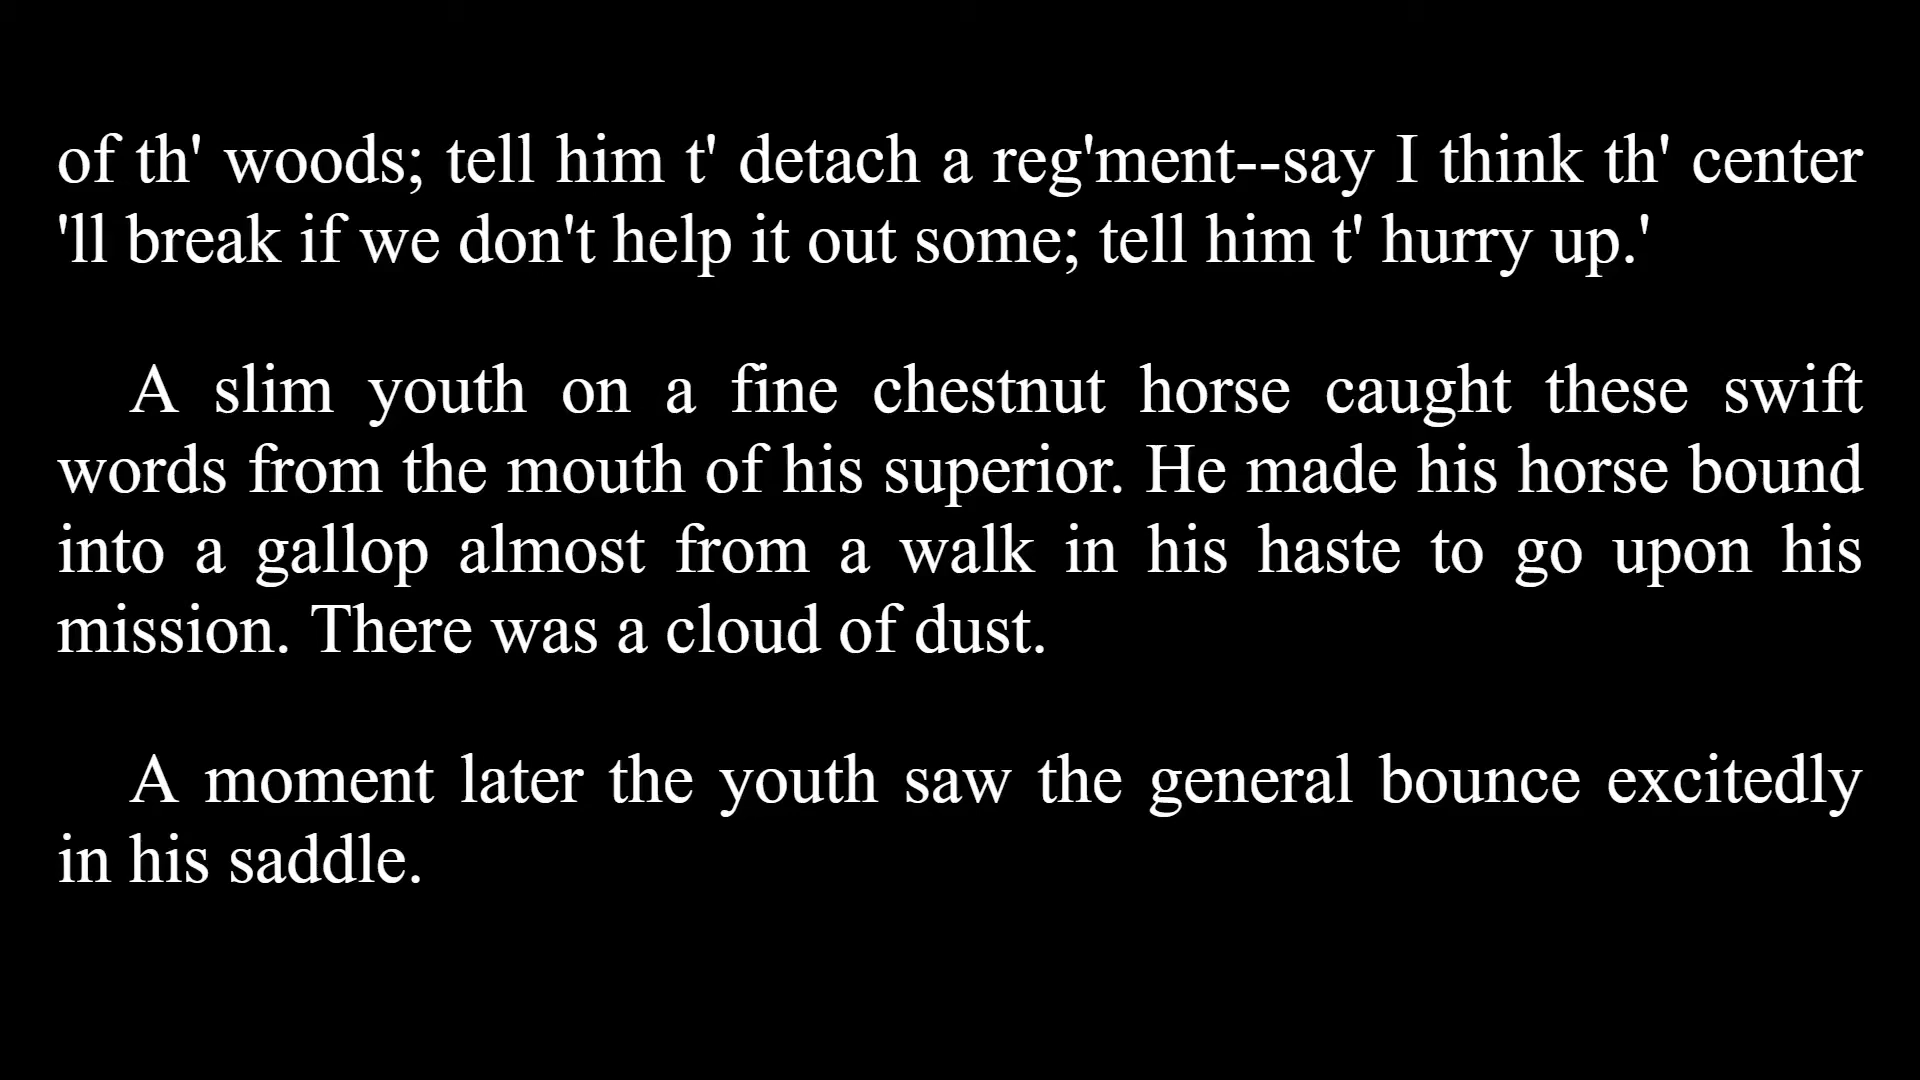 of th' woods; tell him t' detach a reg'ment--say I think th' center
'll break if we don't help it out some; tell him t' hurry up.'
A slim youth on a fine chestnut horse caught these swift
words from the mouth of his superior. He made his horse bound
into a gallop almost from a walk in his haste to go upon his
mission. There was a cloud of dust.
A moment later the youth saw the general bounce excitedly
in his saddle.